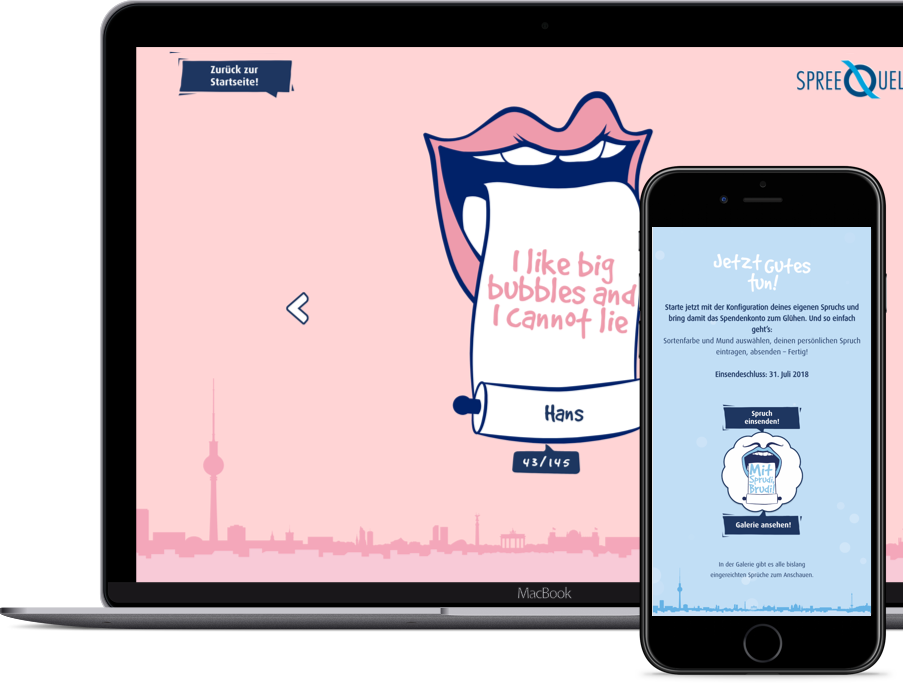 Zurück zur
Startseite!
SPREEQUEL
I like big
bubbles and
I Cannot lie
Hans
43/145
MacBook
Jetzt Gutes
tun!
Starte jetzt mit der Konfiguration deines eigenen Spruchs und
bring damit das Spendenkonto zum Glühen. Und so einfach
geht's:
Sortenfarbe und Mund auswählen, deinen persönlichen Spruch
eintragen, absenden – Fertig!
Einsendeschluss: 31. Juli 2018
Spruch
einsenden!
Mit
Sprudi,
Brudi!
Galerie ansehen!
In der Galerie gibt es alle bislang
eingereichten Sprüche zum Anschauen.